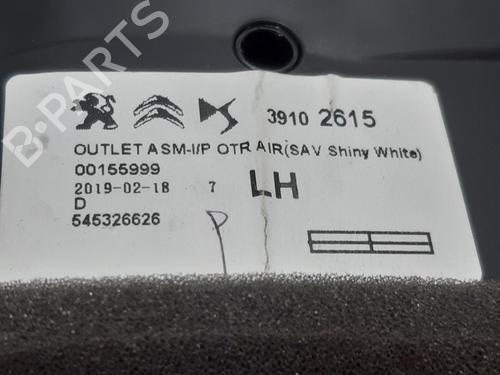 B-PARTS
3910 2615
OUTLET ASM-I/P OTR AIR(SAV Shiny White)
00155999
2019-02-18 7 LH
D
545326626
P